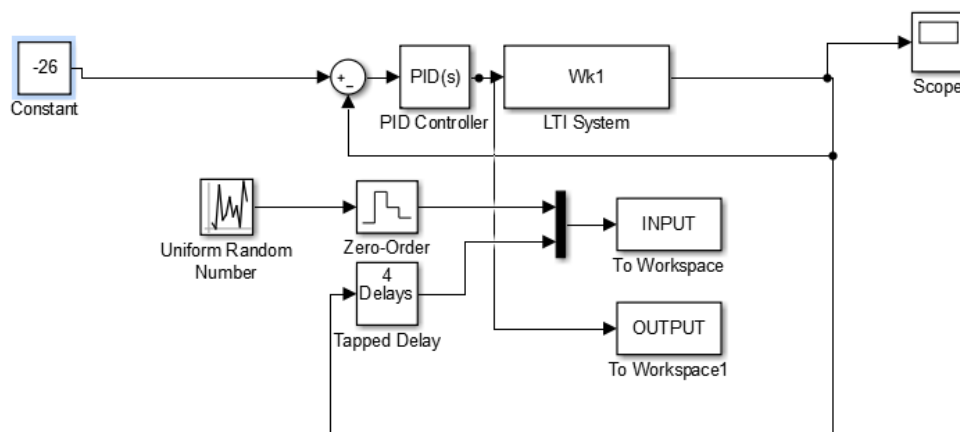 -26
Constant
+
-
PID(s)
PID Controller
Wk1
LTI System
Scope
Uniform Random
Number
Zero-Order
4
Delays
Tapped Delay
INPUT
To Workspace
OUTPUT
To Workspace1